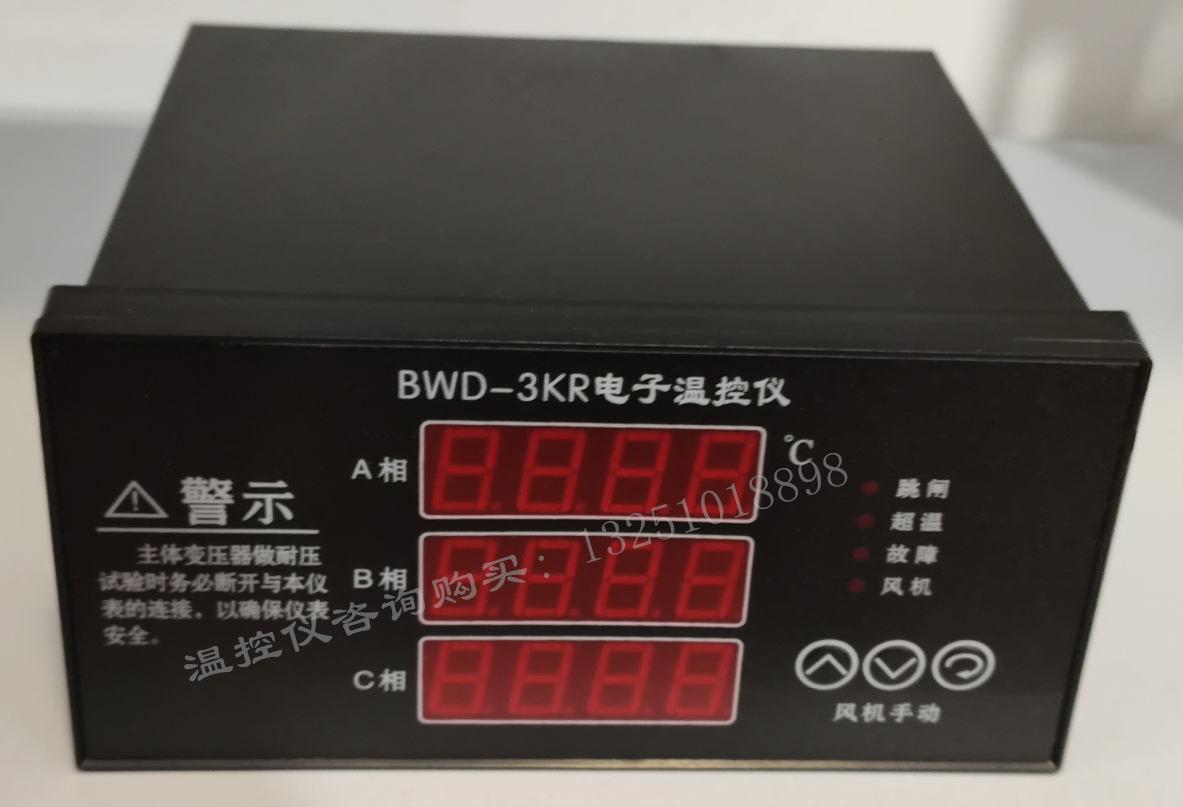 BWD-3KR电子温控仪
A相
℃
B相
C相
警示
主体变压器做耐压
试验时务必断开与本仪
表的连接，以确保仪表
安全。
跳闸
超温
故障
风机
风机手动
温控仪咨询购买：13251018898